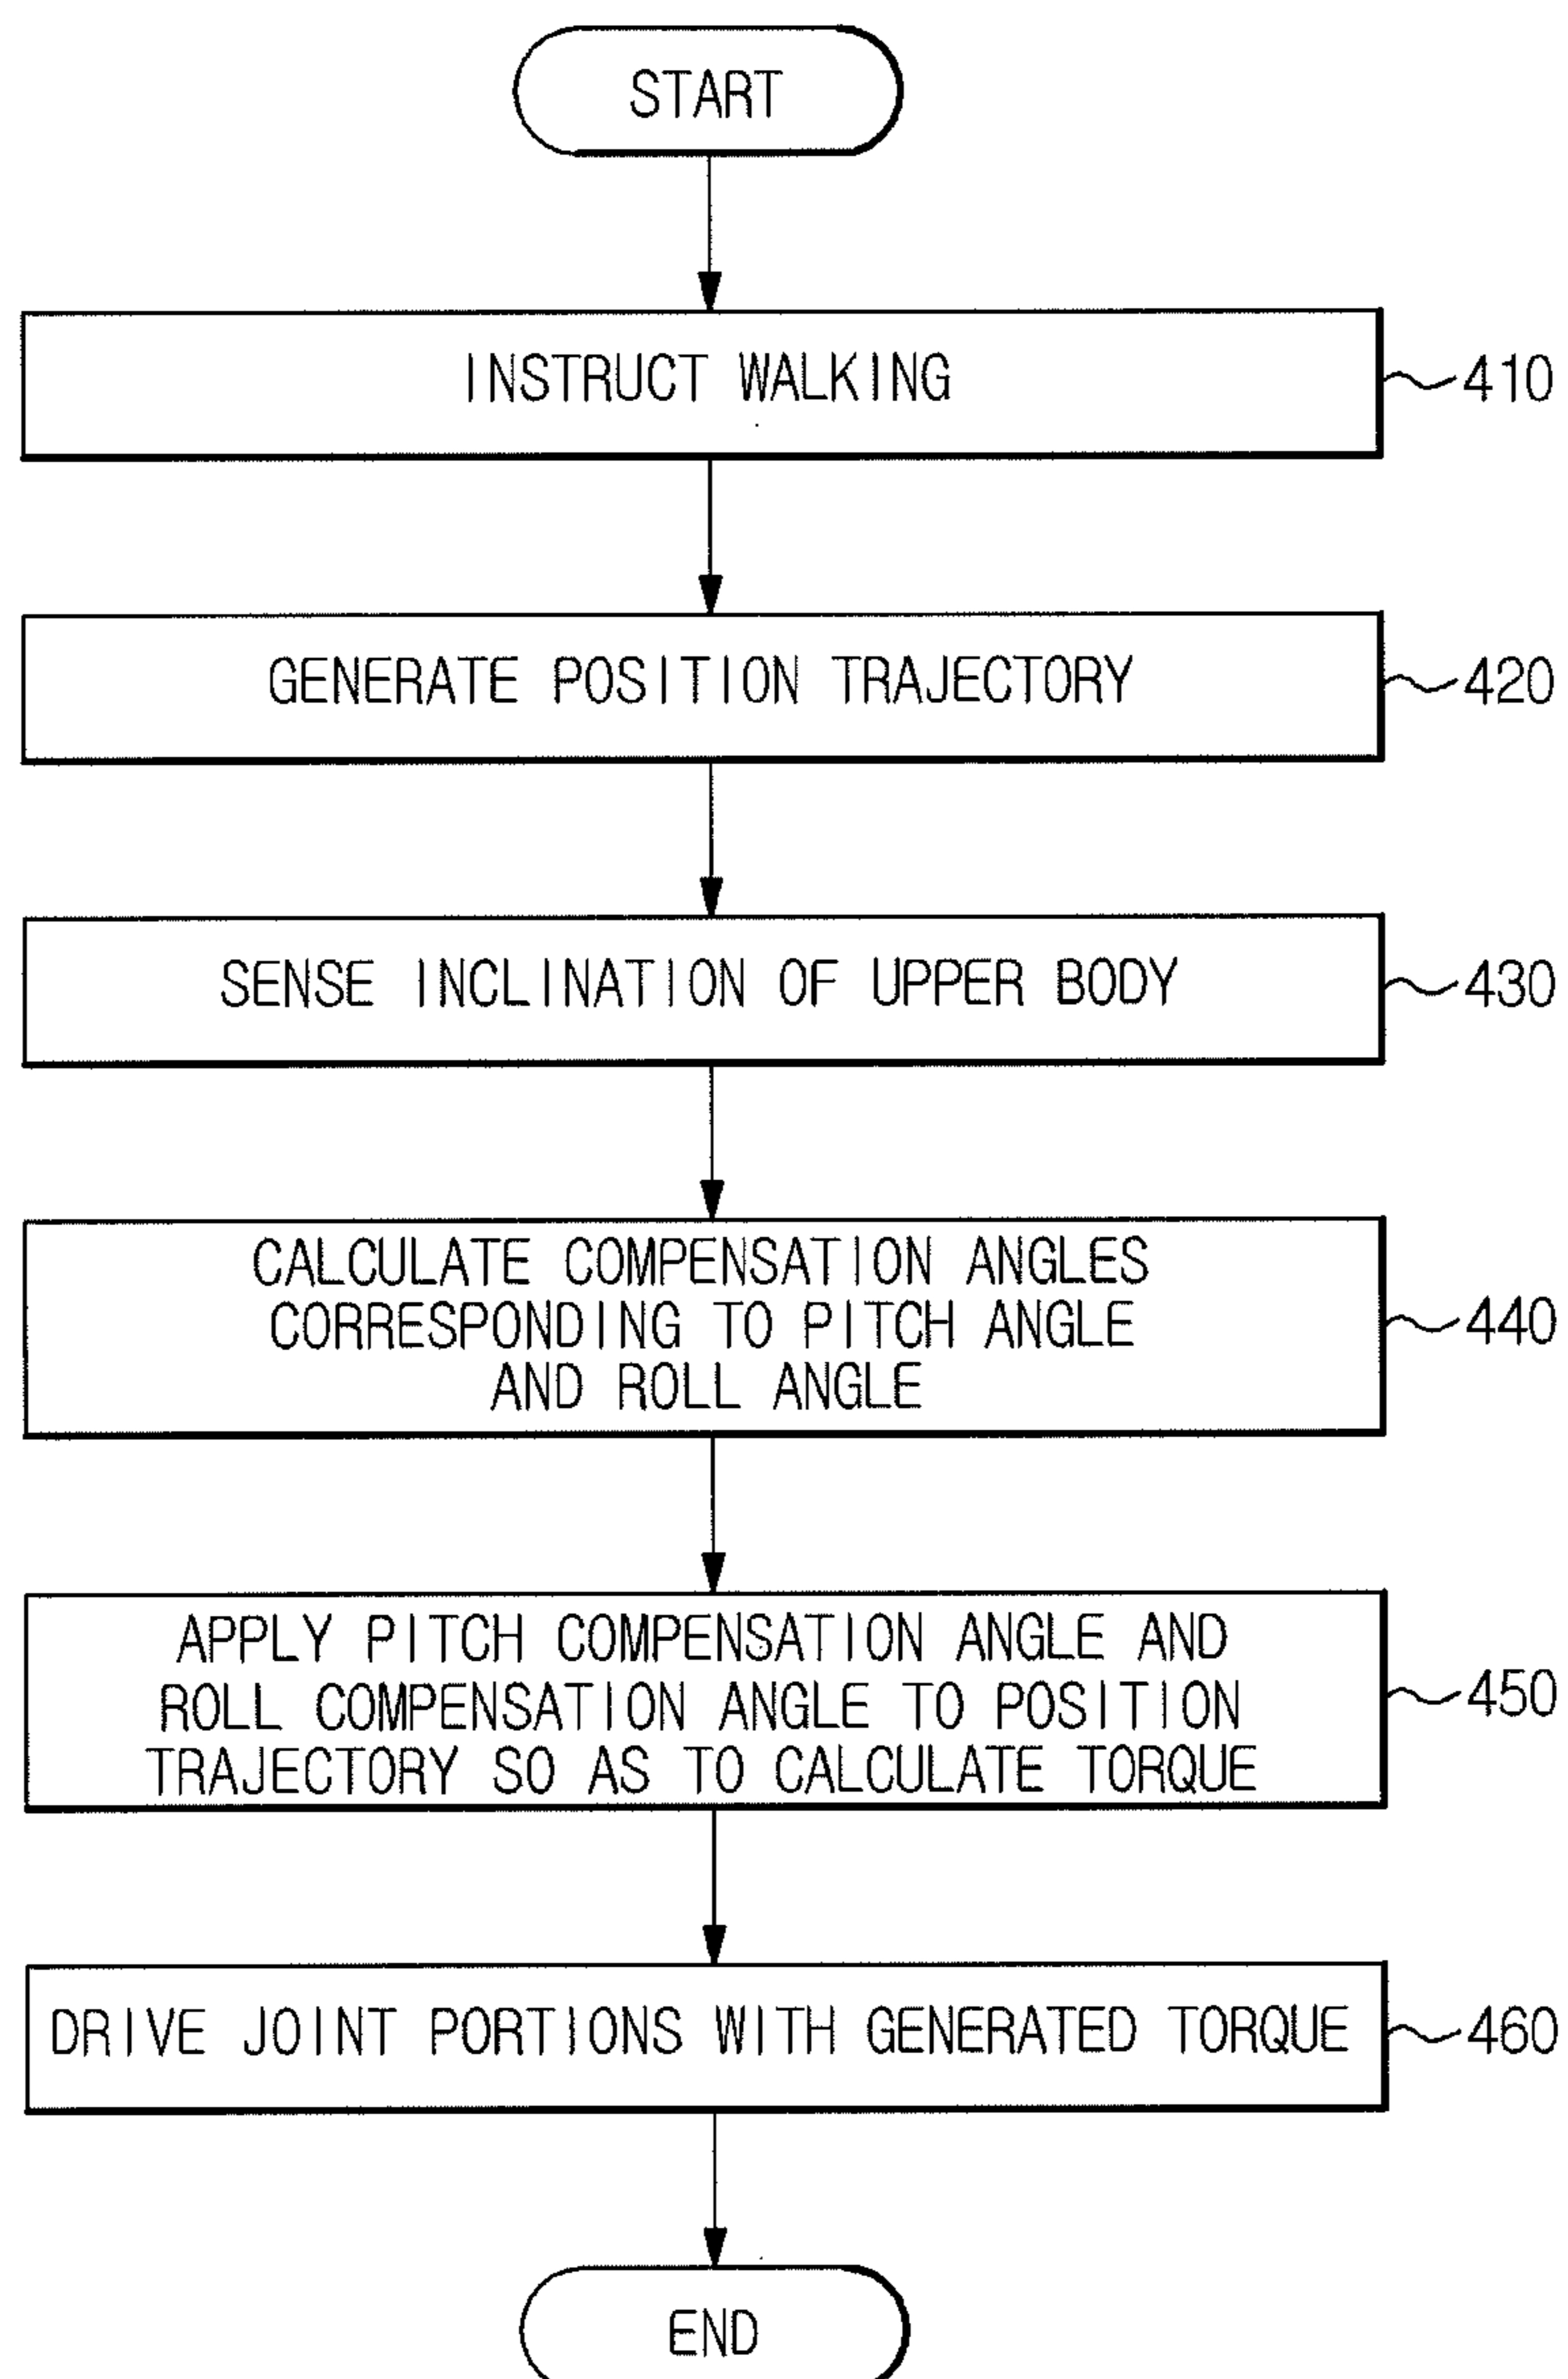 START
INSTRUCT WALKING
410
GENERATE POSITION TRAJECTORY
420
SENSE INCLINATION OF UPPER BODY
430
CALCULATE COMPENSATION ANGLES
CORRESPONDING TO PITCH ANGLE
AND ROLL ANGLE
440
APPLY PITCH COMPENSATION ANGLE AND
ROLL COMPENSATION ANGLE TO POSITION
TRAJECTORY SO AS TO CALCULATE TORQUE
450
DRIVE JOINT PORTIONS WITH GENERATED TORQUE
460
END